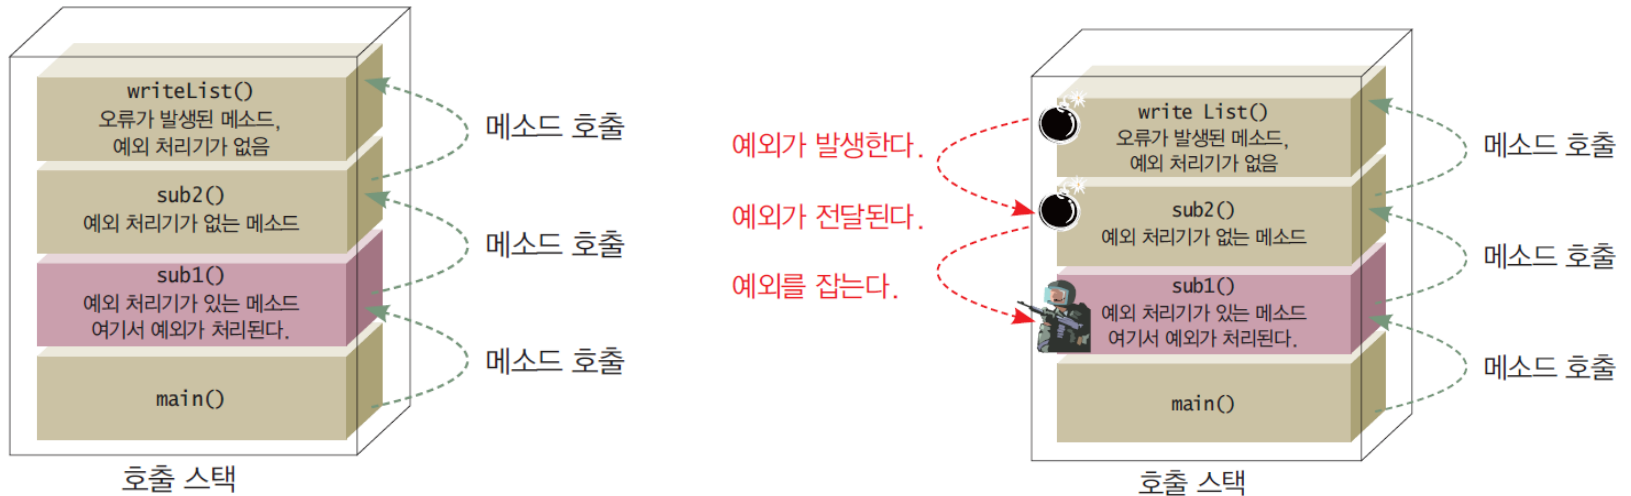 writeList()
오류가 발생된 메소드,
예외 처리기가 없음
메소드 호출
sub2()
예외 처리기가 없는 메소드
메소드 호출
sub1()
예외 처리기가 있는 메소드
여기서 예외가 처리된다.
메소드 호출
main()
호출 스택
write List()
오류가 발생된 메소드,
예외 처리기가 없음
예외가 발생한다.
메소드 호출
sub2()
예외 처리기가 없는 메소드
예외가 전달된다.
메소드 호출
예외를 잡는다.
sub1()
예외 처리기가 있는 메소드
여기서 예외가 처리된다.
메소드 호출
main()
호출 스택